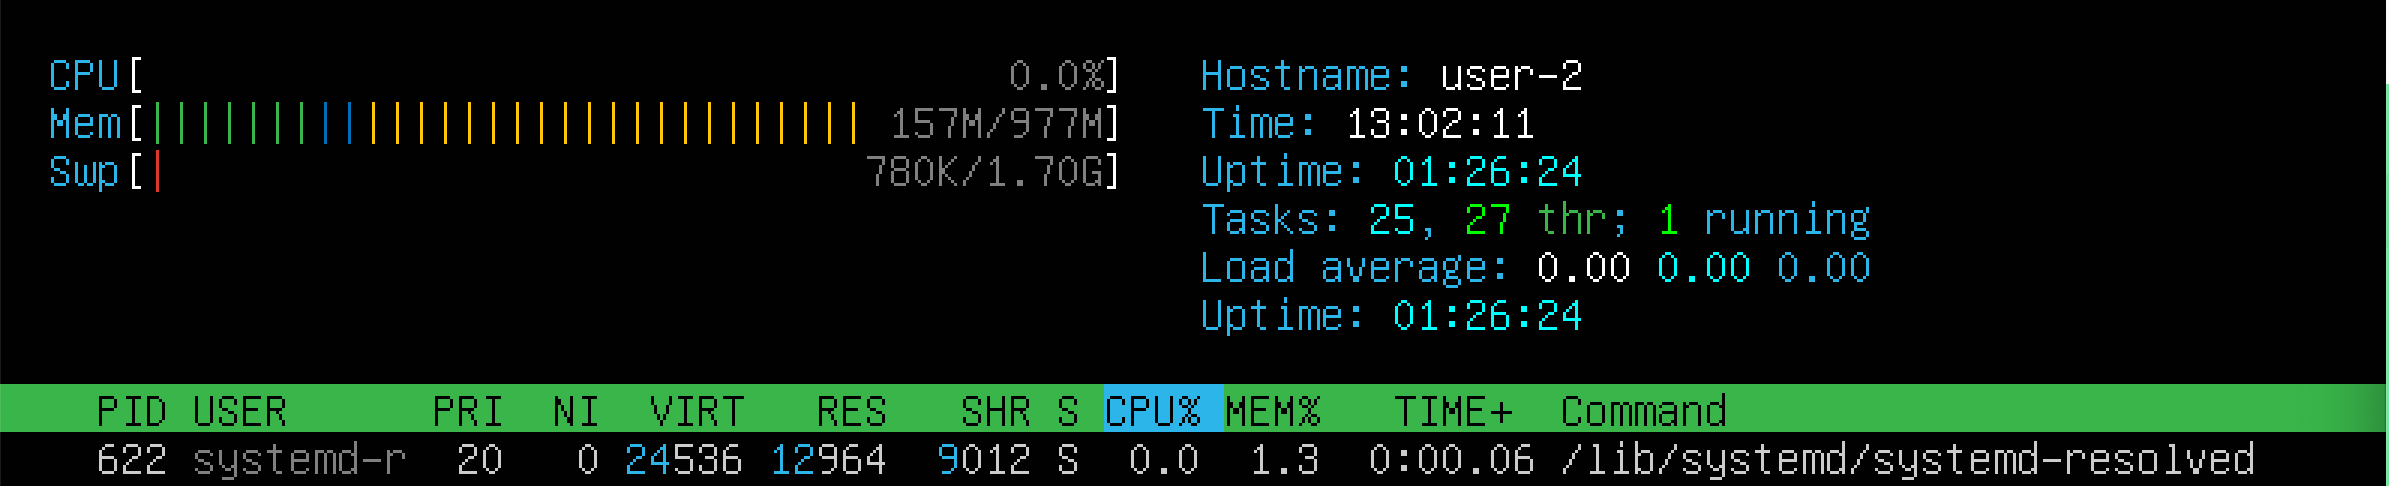 CPU[ 0.0%] Hostname: user-2
Mem[|||||||||||||||||||||||||||||| 157M/977M] Time: 13:02:11
Swp[| 780K/1.70G] Uptime: 01:26:24
Tasks: 25, 27 thr; 1 running
Load average: 0.00 0.00 0.00
Uptime: 01:26:24
PID USER PRI NI VIRT RES SHR S CPU% MEM% TIME+ Command
622 systemd-r 20 0 24536 12964 9012 S 0.0 1.3 0:00.06 /lib/systemd/systemd-resolved